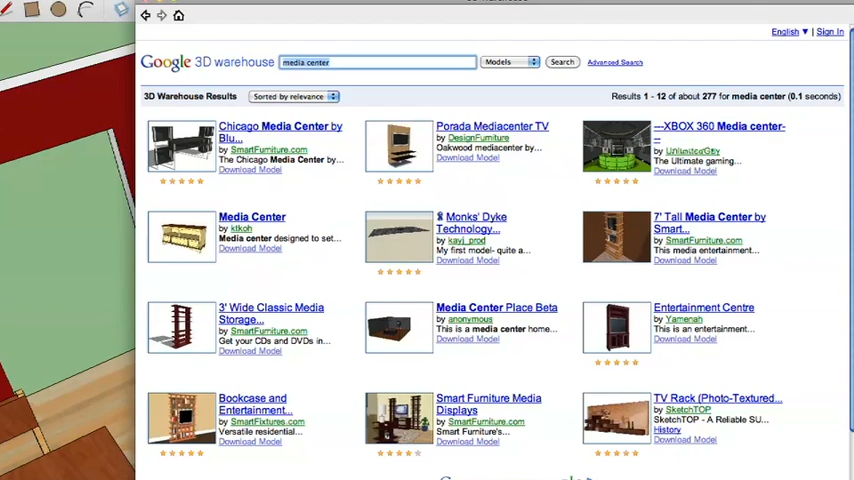 English ▼ | Sign In
Google 3D warehouse
media center
Models
Search
Advanced Search
3D Warehouse Results
Sorted by relevance
Results 1 - 12 of about 277 for media center (0.1 seconds)
Chicago Media Center by
Blu...
by SmartFurniture.com
The Chicago Media Center by...
Download Model
Porada Mediacenter TV
by DesignFurniture
Oakwood mediacenter by...
Download Model
---XBOX 360 Media center-
--
by
The Ultimate gaming...
Download Model
Media Center
by ktkoh
Media center designed to set...
Download Model
Monks' Dyke
Technology...
by kayj_prod
My first model- quite a...
Download Model
7' Tall Media Center by
Smart...
by SmartFurniture.com
This media entertainment...
Download Model
3' Wide Classic Media
Storage...
by SmartFurniture.com
Get your CDs and DVDs in...
Download Model
Media Center Place Beta
by anonymous
This is a media center home...
Download Model
Entertainment Centre
by Yamenah
This is an entertainment...
Download Model
Bookcase and
Entertainment...
by SmartFixtures.com
Versatile residential...
Download Model
Smart Furniture Media
Displays
by SmartFurniture.com
Smart Furniture's...
Download Model
TV Rack (Photo-Textured...
by SketchTOP
SketchTOP - A Reliable SU...
History
Download Model